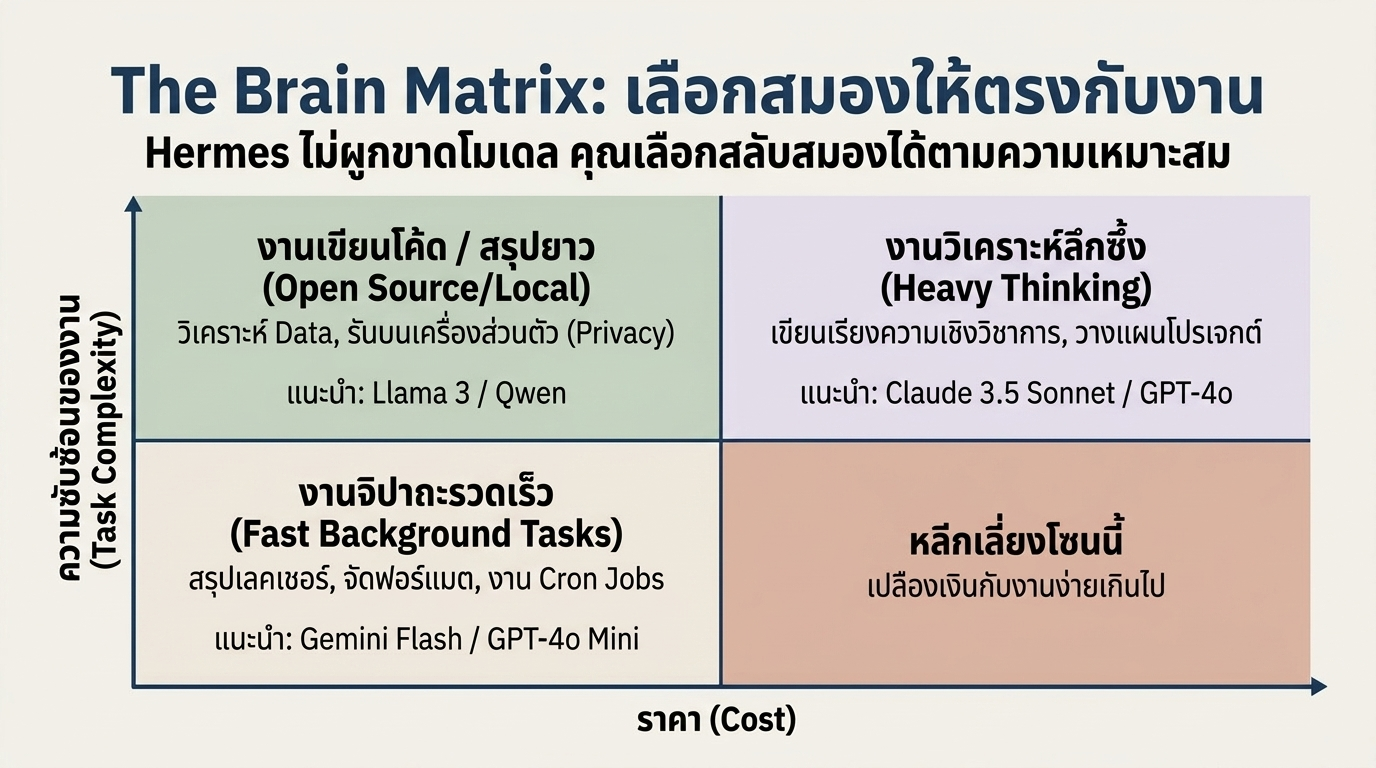 The Brain Matrix: เลือกสมองให้ตรงกับงาน
Hermes ไม่ผูกขาดโมเดล คุณเลือกสลับสมองได้ตามความเหมาะสม
ความซับซ้อนของงาน
(Task Complexity)
งานเขียนโค้ด / สรุปยาว
(Open Source/Local)
วิเคราะห์ Data, รันบนเครื่องส่วนตัว (Privacy)
แนะนำ: Llama 3 / Qwen
งานวิเคราะห์ลึกซึ้ง
(Heavy Thinking)
เขียนเรียงความเชิงวิชาการ, วางแผนโปรเจกต์
แนะนำ: Claude 3.5 Sonnet / GPT-4o
งานจิปาถะรวดเร็ว
(Fast Background Tasks)
สรุปเลคเชอร์, จัดฟอร์แมต, งาน Cron Jobs
แนะนำ: Gemini Flash / GPT-4o Mini
หลีกเลี่ยงโซนนี้
เปลืองเงินกับงานง่ายเกินไป
ราคา (Cost)